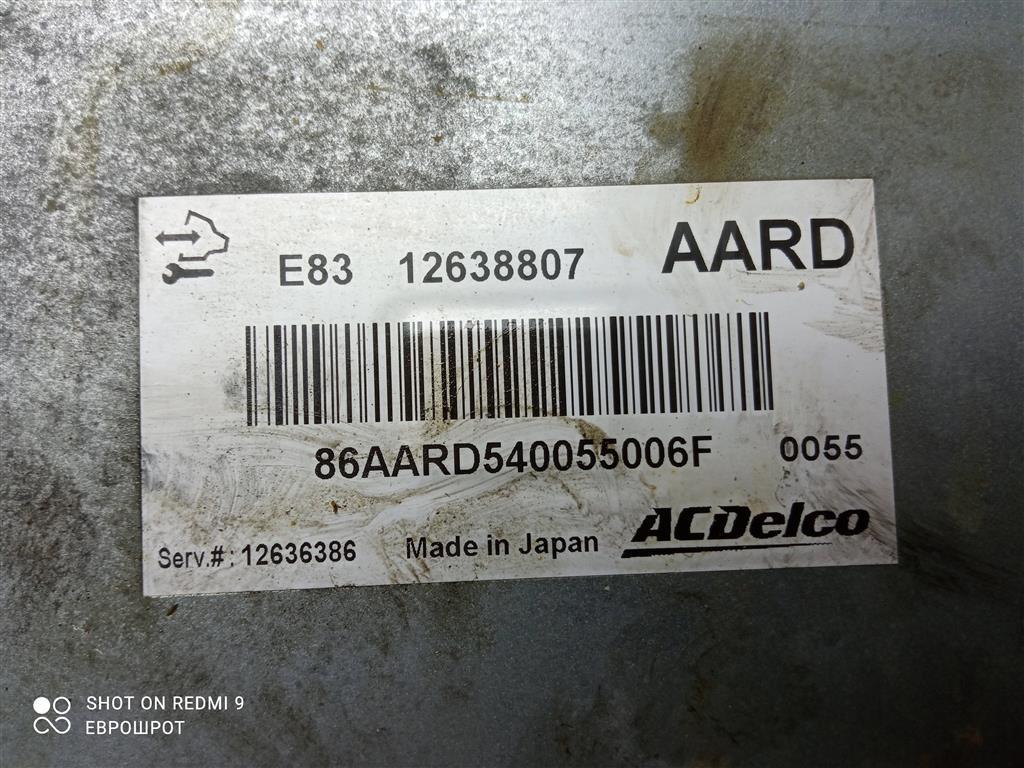 E83 12638807 AARD
86AARD540055006F 0055
Serv.#: 12636386 Made in Japan ACDelco
SHOT ON REDMI 9
ЕВРОШРОТ